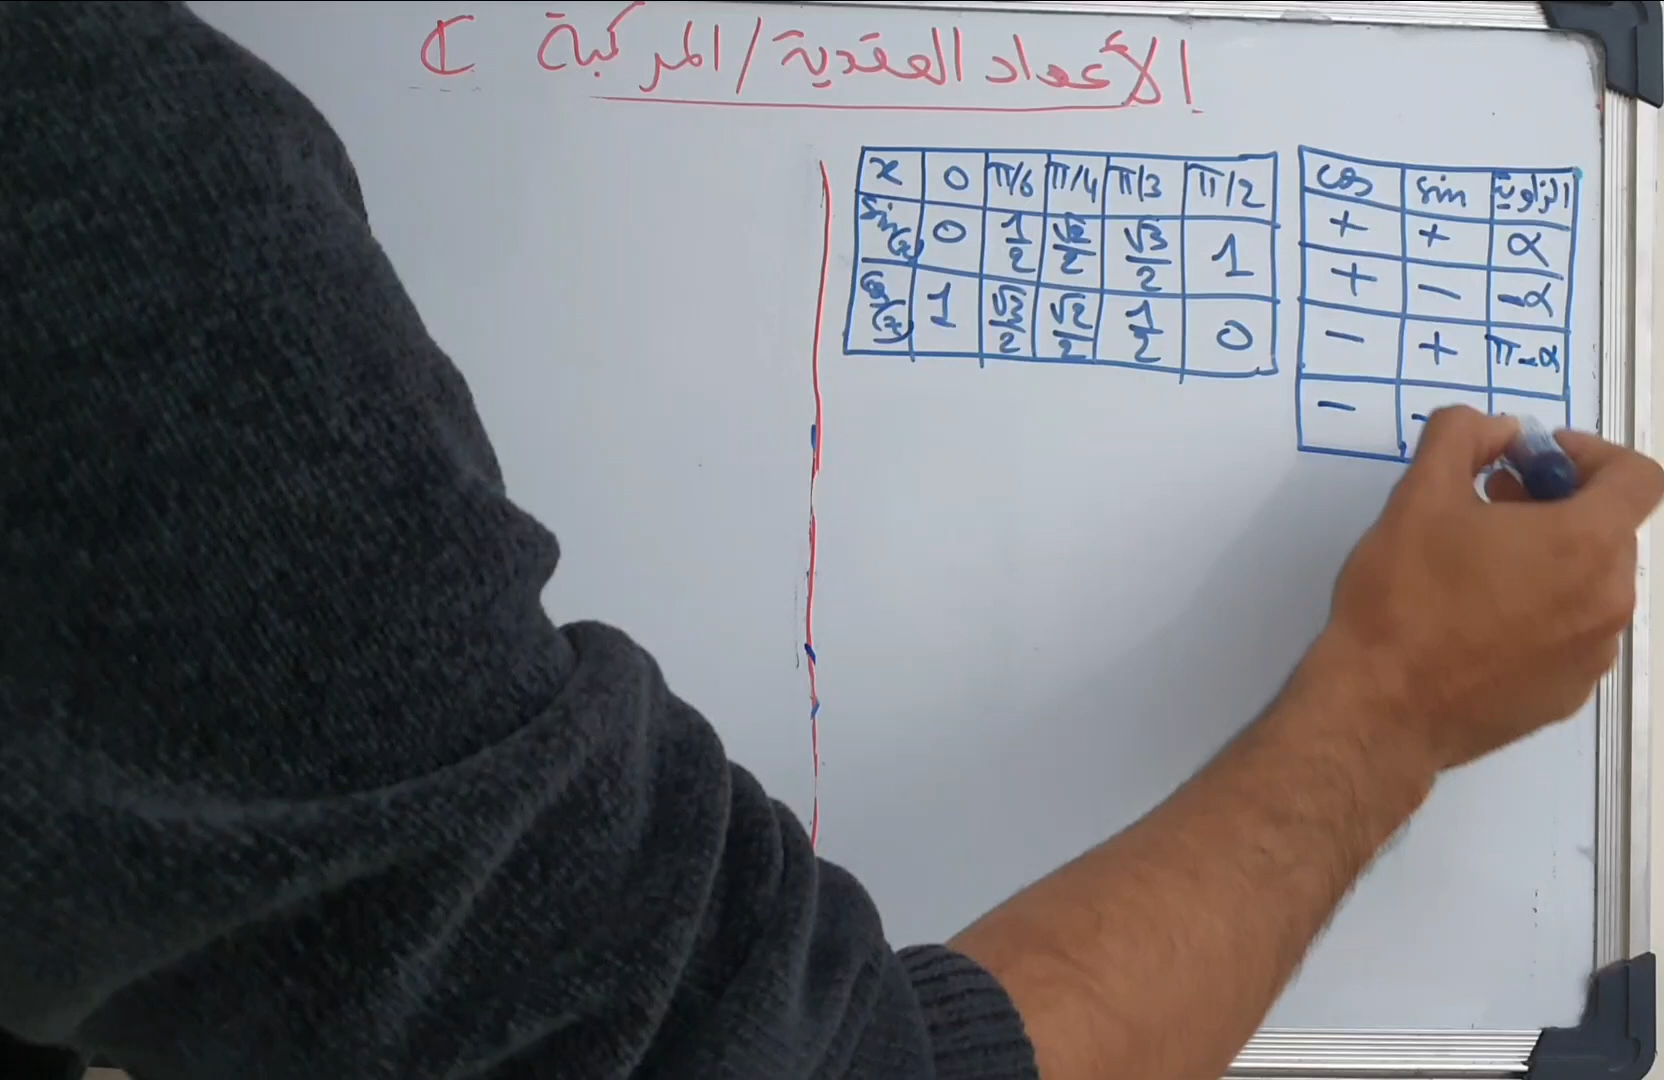 الأعداد العقدية/المركبة ℂ
x 0 π/6 π/4 π/3 π/2
sin(x) 0 1/2 √2/2 √3/2 1
cos(x) 1 √3/2 √2/2 1/2 0
cos sin الزاوية
+ + α
+ - -α
- + π-α
- -